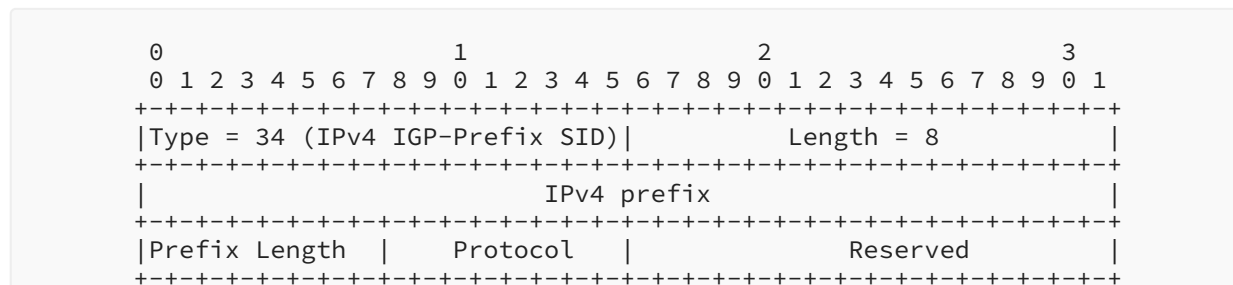 0                   1                   2                   3
 0 1 2 3 4 5 6 7 8 9 0 1 2 3 4 5 6 7 8 9 0 1 2 3 4 5 6 7 8 9 0 1
+-+-+-+-+-+-+-+-+-+-+-+-+-+-+-+-+-+-+-+-+-+-+-+-+-+-+-+-+-+-+-+-+
|Type = 34 (IPv4 IGP-Prefix SID)|          Length = 8           |
+-+-+-+-+-+-+-+-+-+-+-+-+-+-+-+-+-+-+-+-+-+-+-+-+-+-+-+-+-+-+-+-+
|                          IPv4 prefix                          |
+-+-+-+-+-+-+-+-+-+-+-+-+-+-+-+-+-+-+-+-+-+-+-+-+-+-+-+-+-+-+-+-+
|Prefix Length  |    Protocol   |              Reserved         |
+-+-+-+-+-+-+-+-+-+-+-+-+-+-+-+-+-+-+-+-+-+-+-+-+-+-+-+-+-+-+-+-+